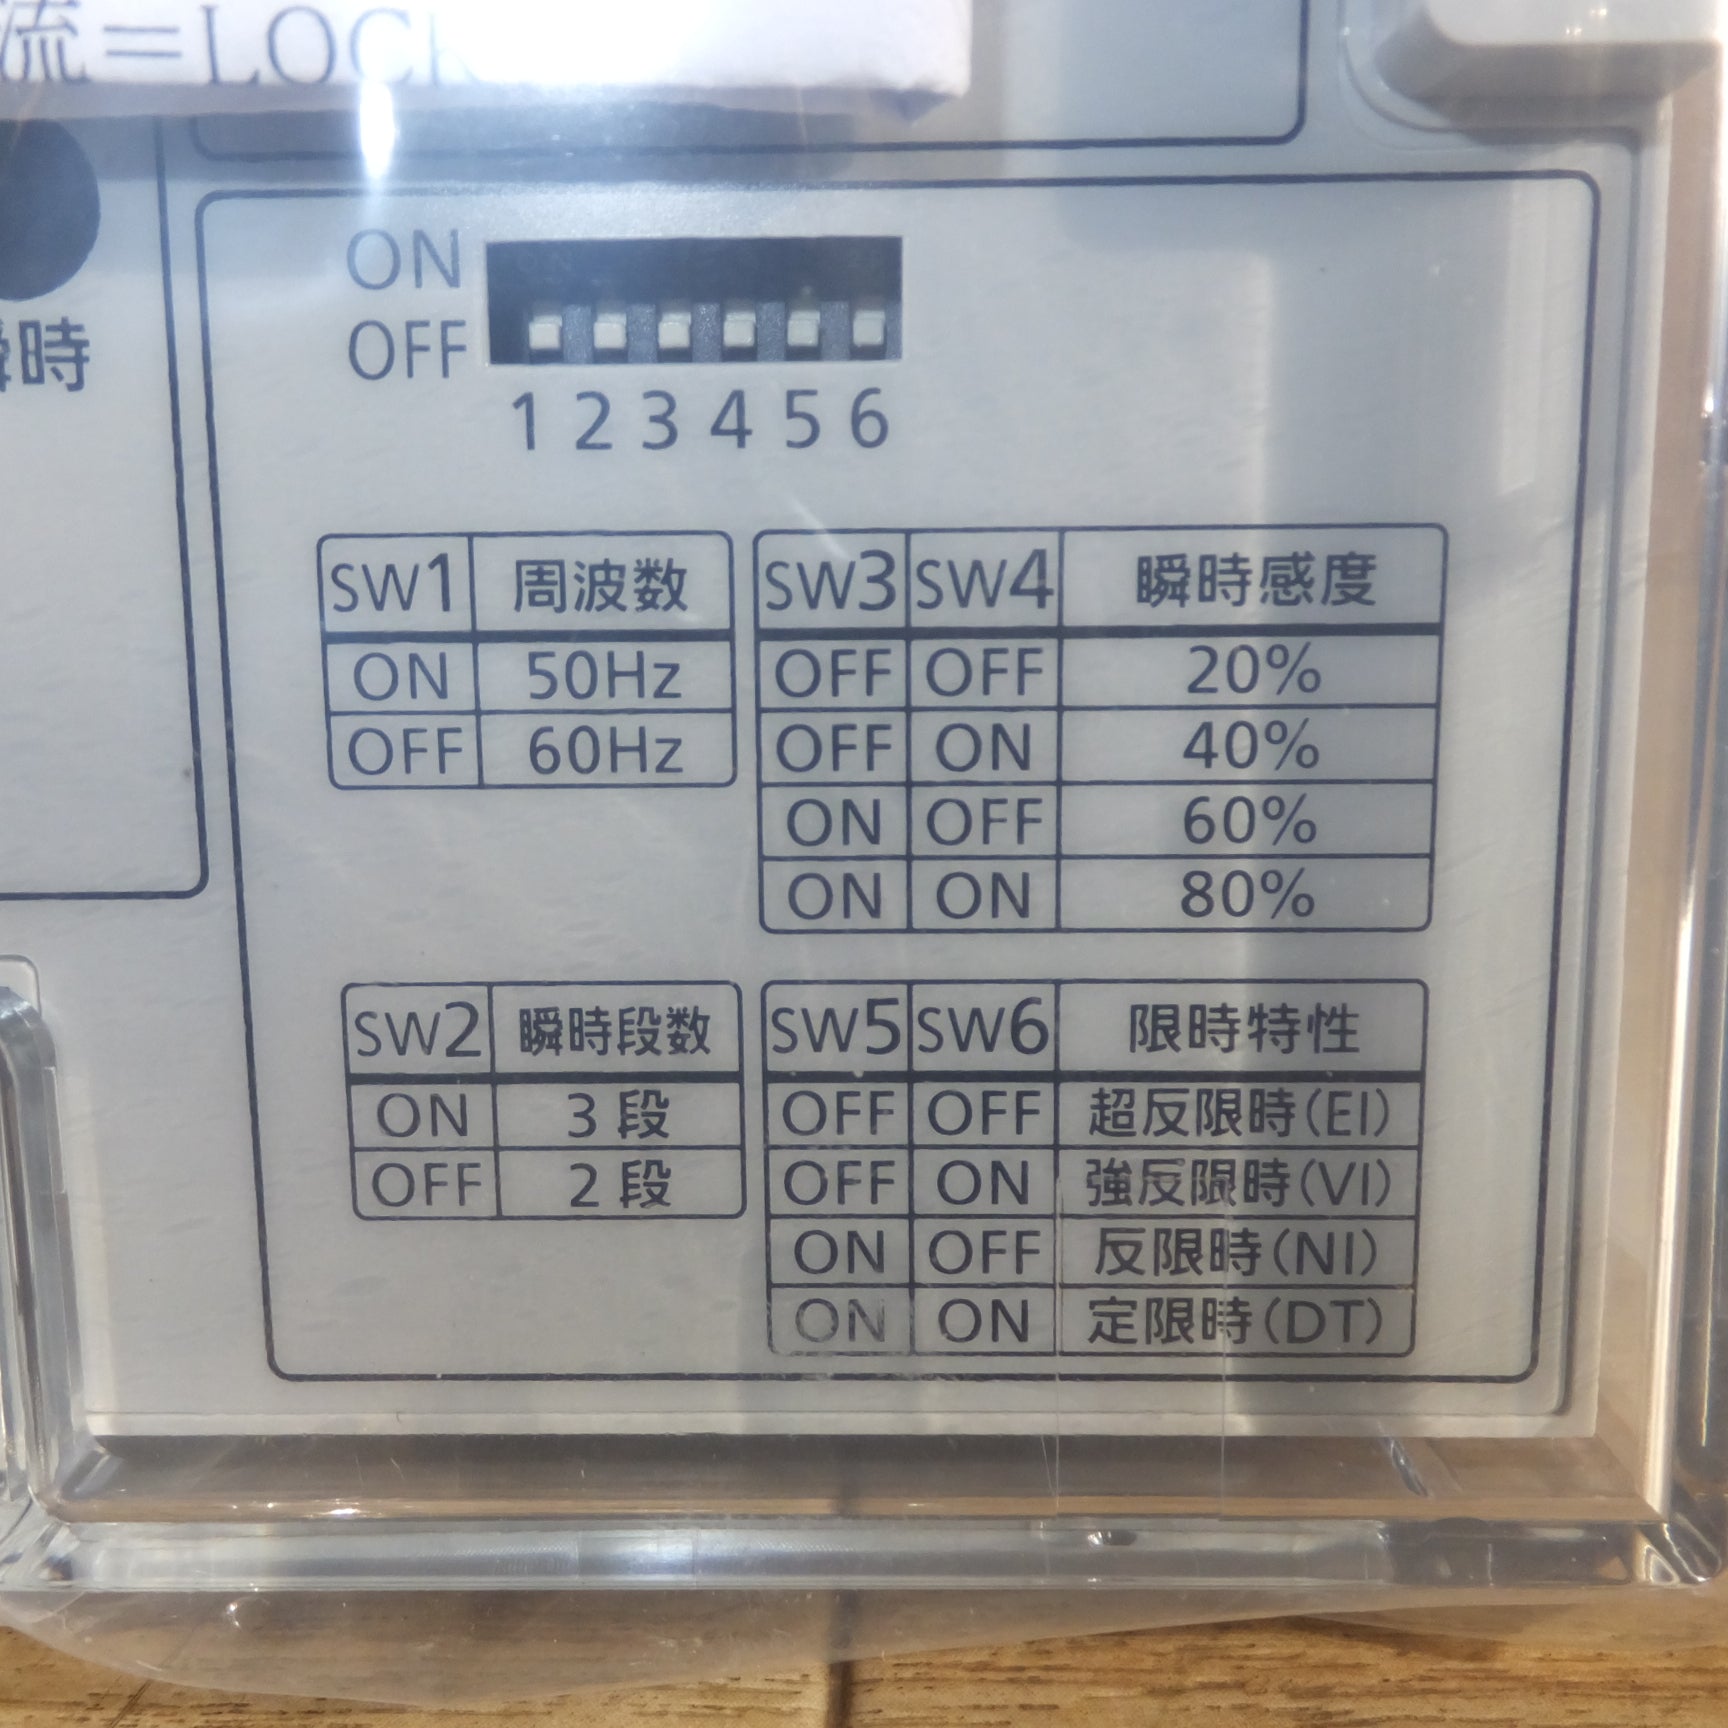 流=LOCK
ON
OFF
1 2 3 4 5 6
時
SW1 周波数
ON 50Hz
OFF 60Hz
SW3 SW4 瞬時感度
OFF OFF 20%
OFF ON 40%
ON OFF 60%
ON ON 80%
SW2 瞬時段数
ON 3段
OFF 2段
SW5 SW6 限時特性
OFF OFF 超反限時(EI)
OFF ON 強反限時(VI)
ON OFF 反限時(NI)
ON ON 定限時(DT)